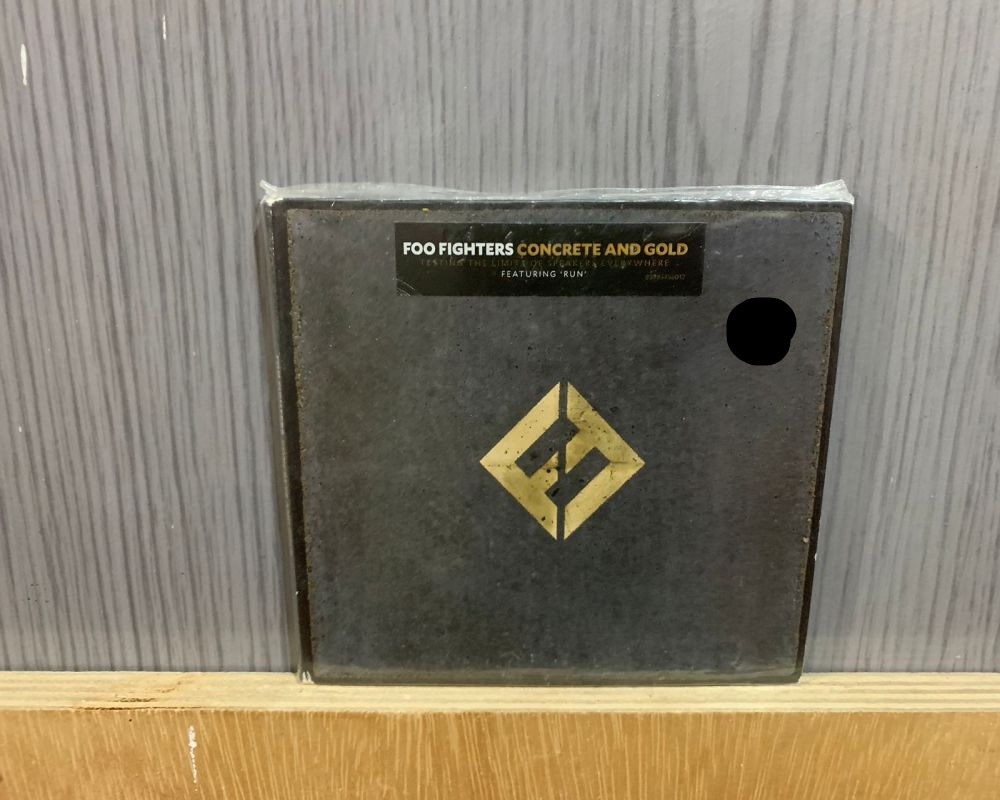 FOO FIGHTERS CONCRETE AND GOLD
TESTING THE LIMITS OF SPEAKERS EVERYWHERE
FEATURING 'RUN'